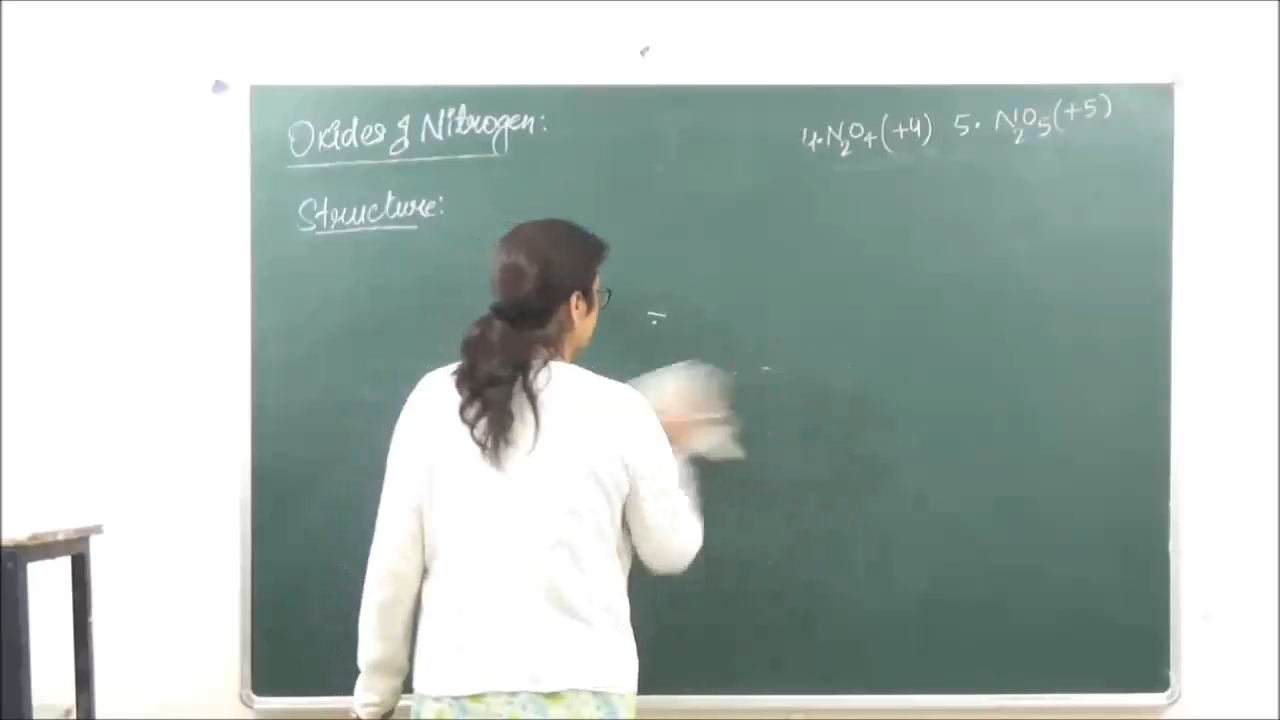 Oxides of Nitrogen:
4. N2O4 (+4) 5. N2O5 (+5)
Structure: